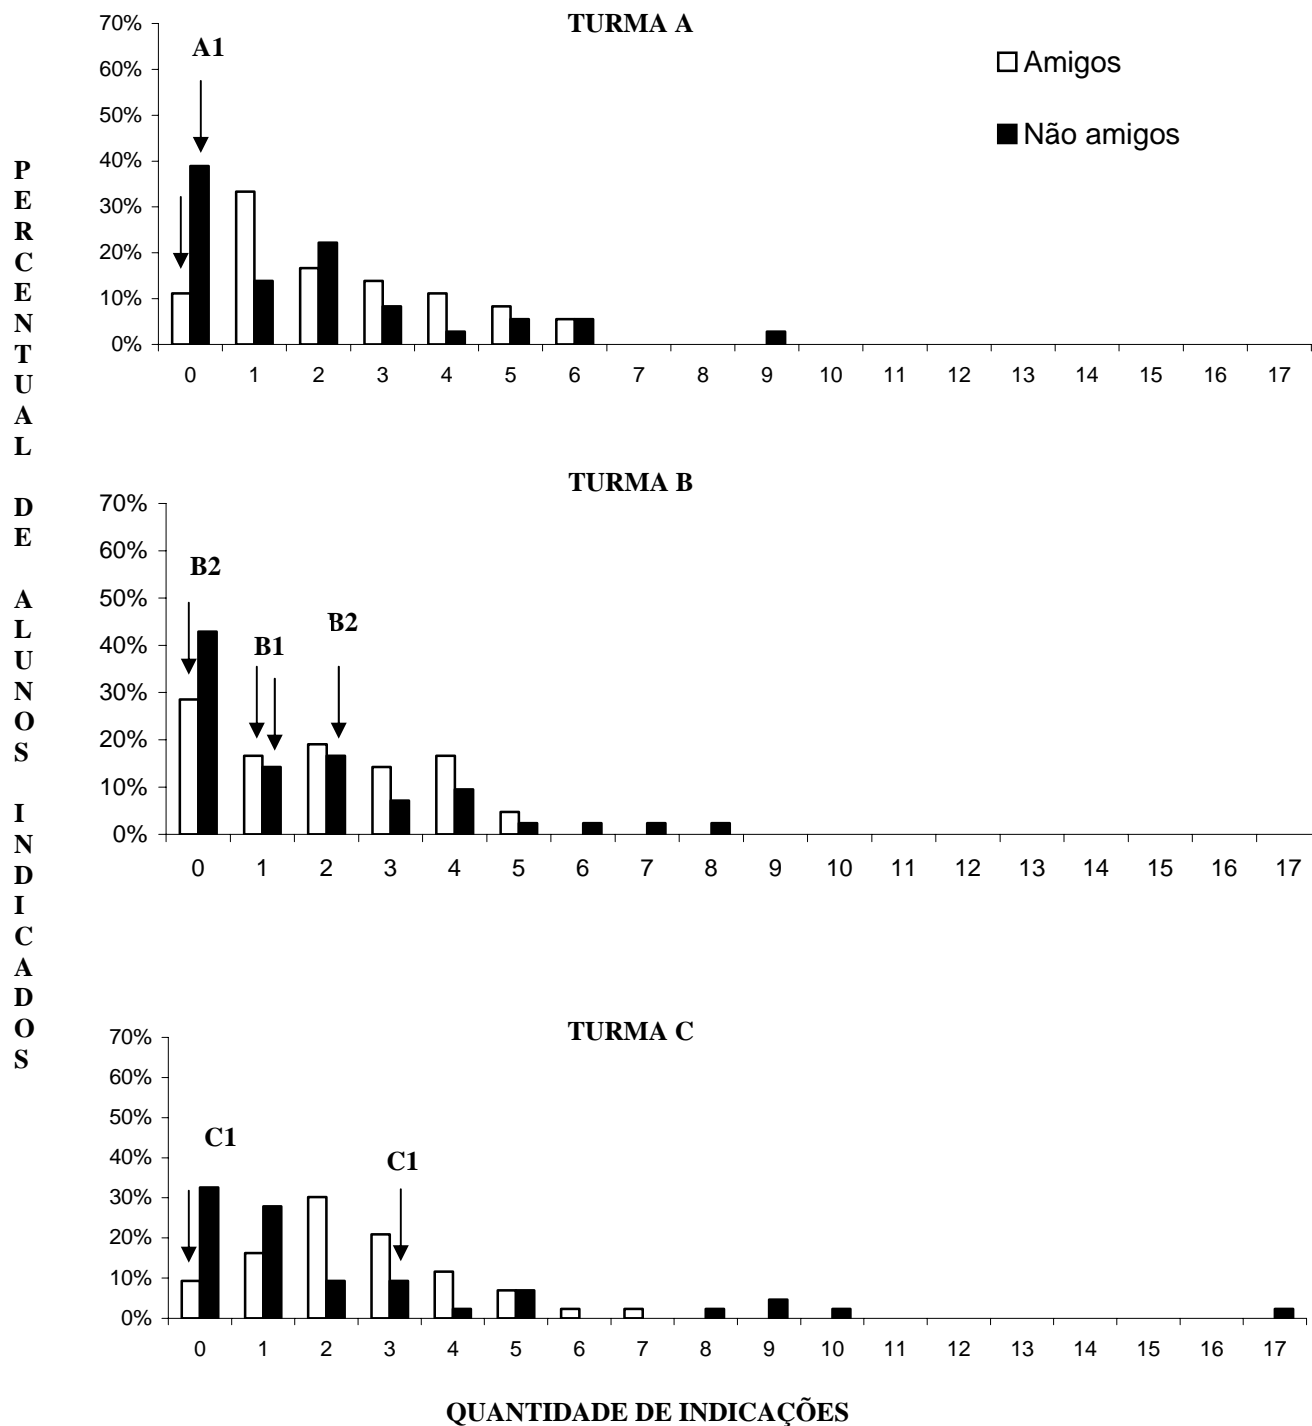 PERCENTUAL DE ALUNOS INDICADOS
TURMA A
Amigos
Não amigos
A1
70%
60%
50%
40%
30%
20%
10%
0%
0 1 2 3 4 5 6 7 8 9 10 11 12 13 14 15 16 17
TURMA B
B2
B1
B2
70%
60%
50%
40%
30%
20%
10%
0%
0 1 2 3 4 5 6 7 8 9 10 11 12 13 14 15 16 17
TURMA C
C1
C1
70%
60%
50%
40%
30%
20%
10%
0%
0 1 2 3 4 5 6 7 8 9 10 11 12 13 14 15 16 17
QUANTIDADE DE INDICAÇÕES